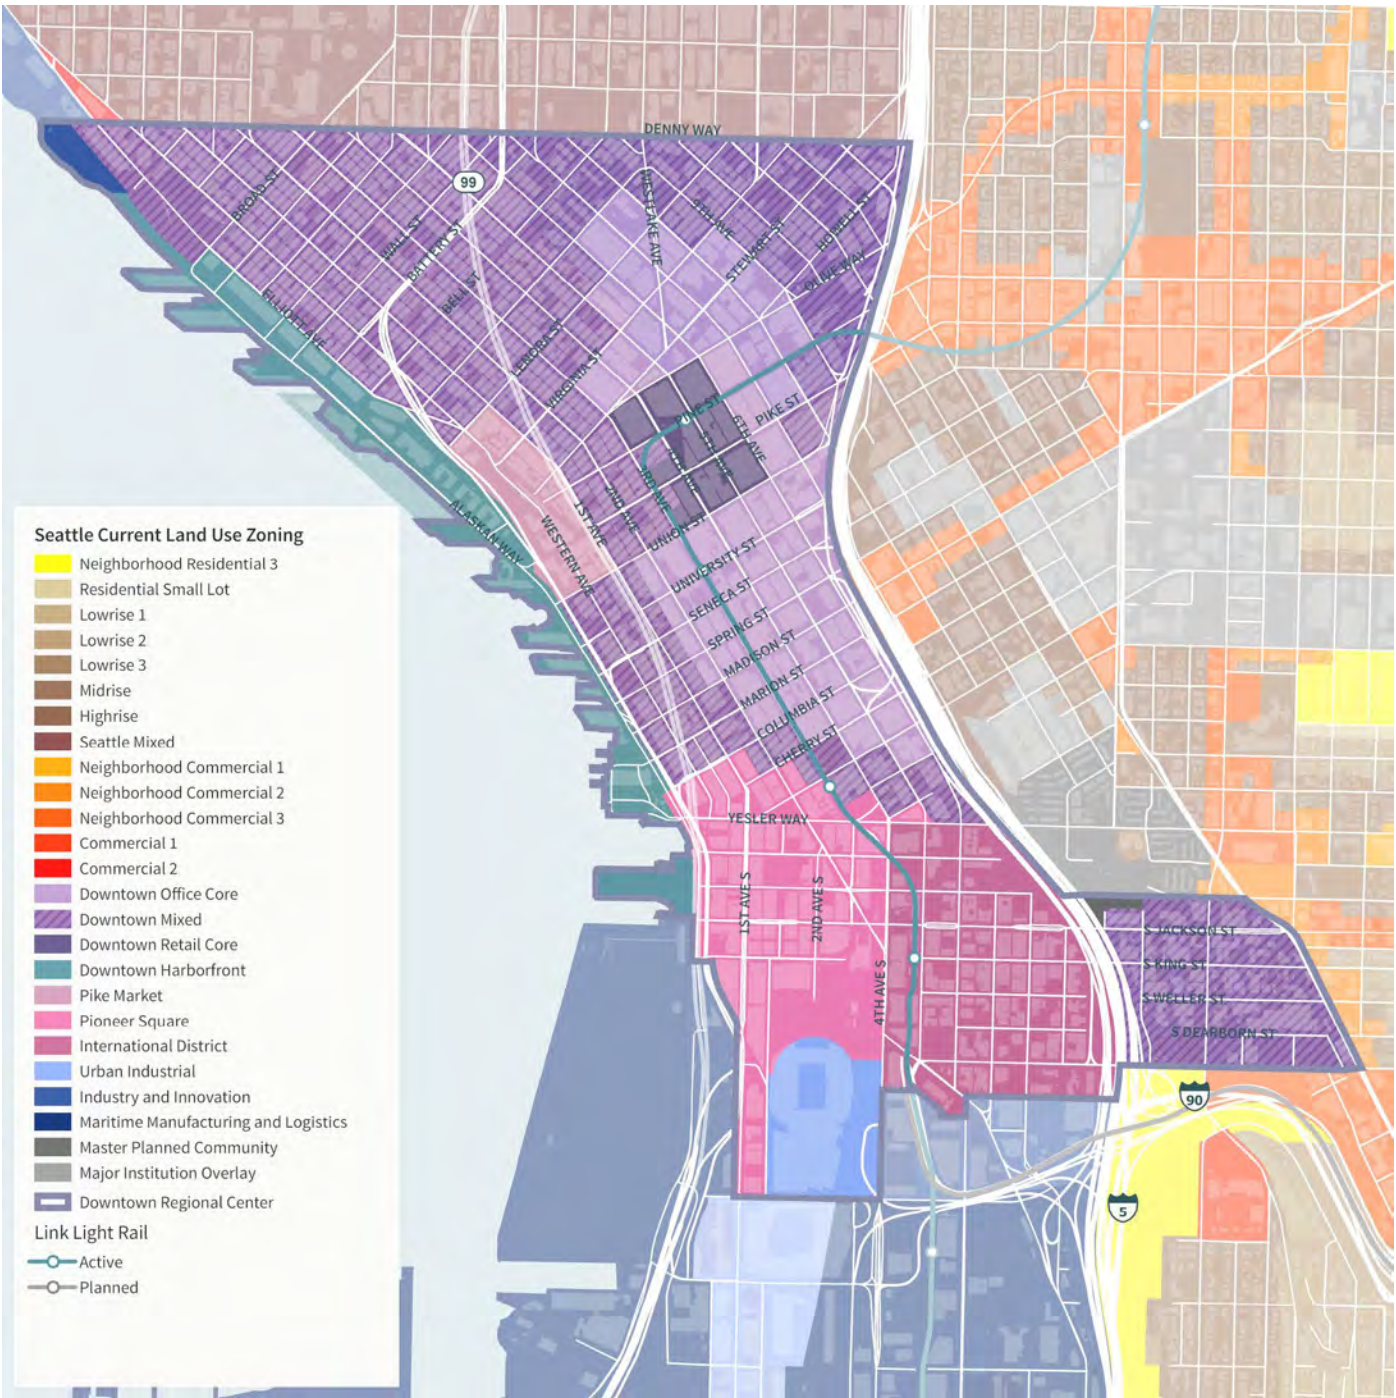 DENNY WAY
99
BROAD ST
WALL ST
BATTERY ST
BELL ST
WESTLAKE AVE
9TH AVE
STEWART ST
HOWELL ST
OLIVE WAY
ELLIOTT AVE
LENORA ST
VIRGINIA ST
PINE ST
PIKE ST
6TH AVE
5TH AVE
3RD AVE
2ND AVE
1ST AVE
UNION ST
WESTERN AVE
ALASKAN WAY
UNIVERSITY ST
SENECA ST
SPRING ST
MADISON ST
MARION ST
COLUMBIA ST
CHERRY ST
YESLER WAY
1ST AVE S
2ND AVE S
4TH AVE S
S JACKSON ST
S KING ST
S WELLER ST
S DEARBORN ST
90
5
Seattle Current Land Use Zoning
Neighborhood Residential 3
Residential Small Lot
Lowrise 1
Lowrise 2
Lowrise 3
Midrise
Highrise
Seattle Mixed
Neighborhood Commercial 1
Neighborhood Commercial 2
Neighborhood Commercial 3
Commercial 1
Commercial 2
Downtown Office Core
Downtown Mixed
Downtown Retail Core
Downtown Harborfront
Pike Market
Pioneer Square
International District
Urban Industrial
Industry and Innovation
Maritime Manufacturing and Logistics
Master Planned Community
Major Institution Overlay
Downtown Regional Center
Link Light Rail
Active
Planned